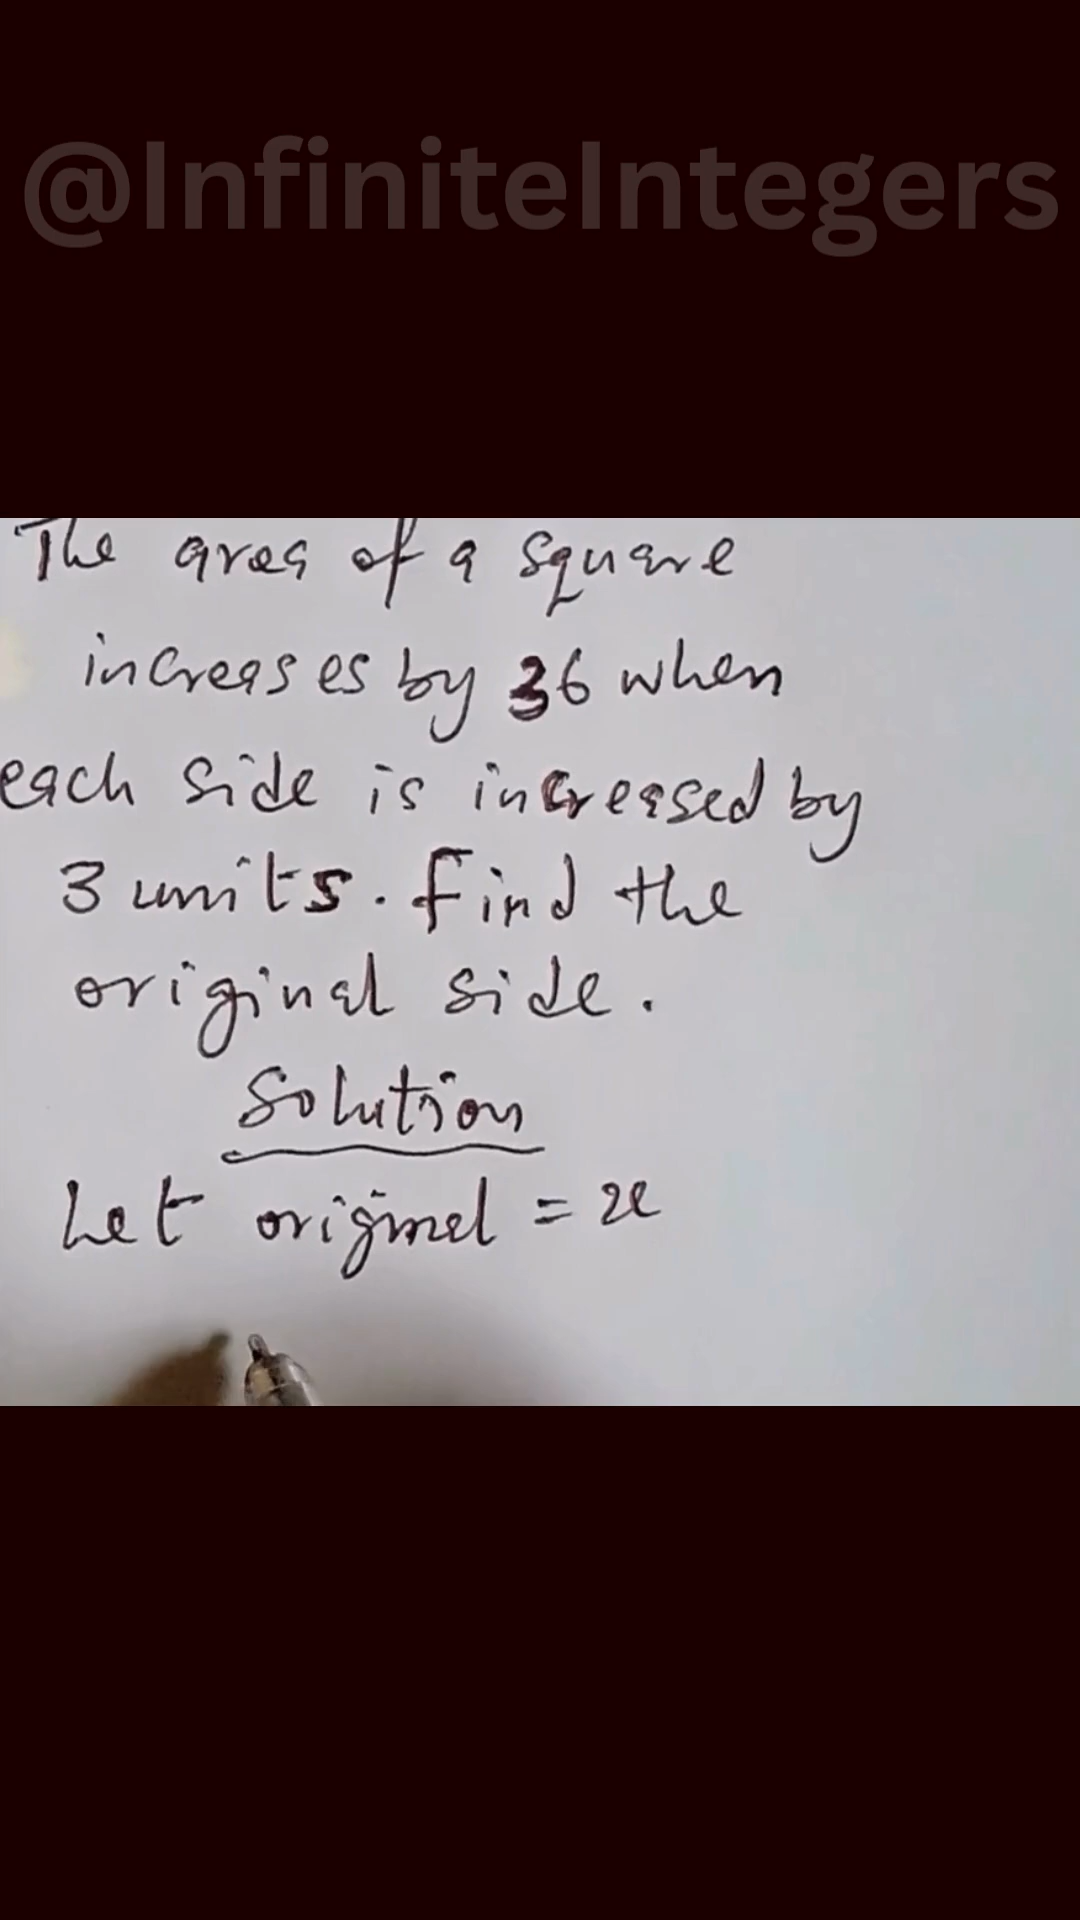 @InfiniteIntegers
The area of a square
increases by 36 when
each side is increased by
3 units. Find the
original side.
Solution
Let original = x